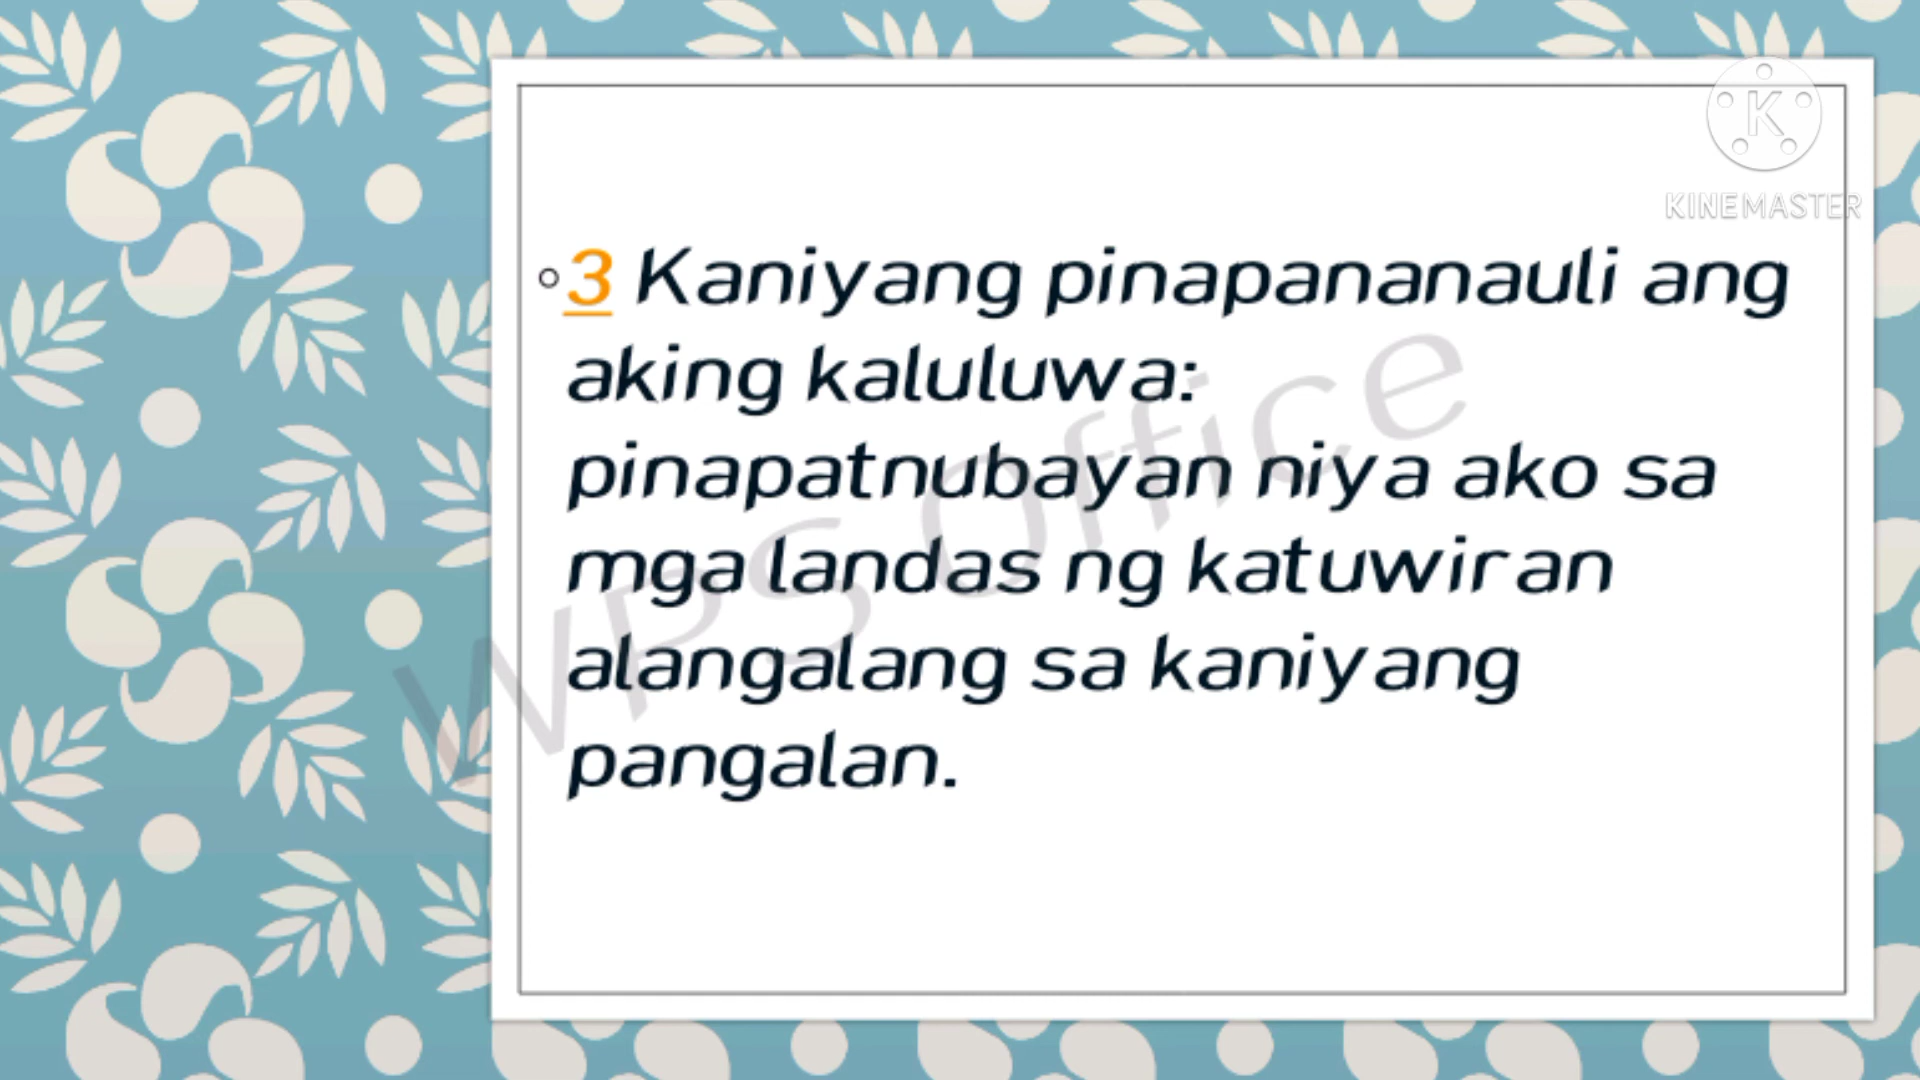 KINEMASTER
3 Kaniyang pinapananauli ang
aking kaluluwa:
pinapatnubayan niya ako sa
mga landas ng katuwiran
alangalang sa kaniyang
pangalan.
WPS Office